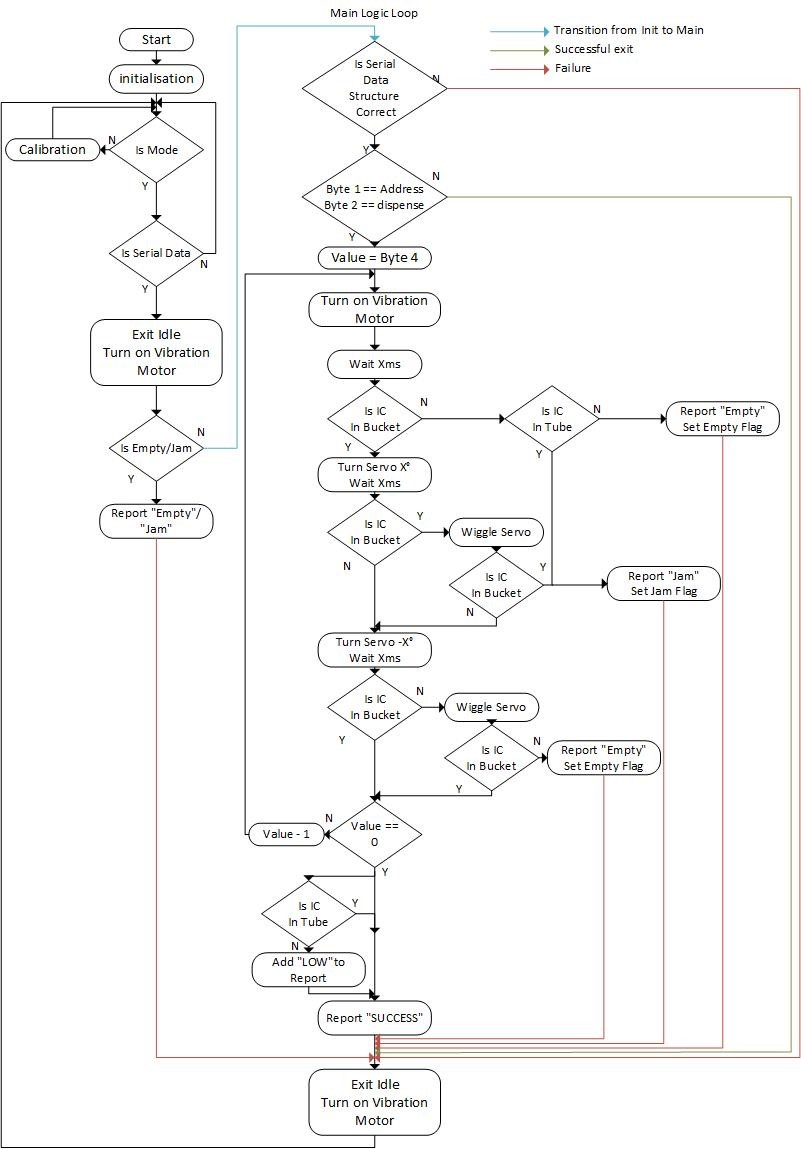 Main Logic Loop
Transition from Init to Main
Successful exit
Failure
Start
initialisation
Is Mode
N
Y
Calibration
Is Serial Data
N
Y
Exit Idle
Turn on Vibration
Motor
Is Empty/Jam
N
Y
Report "Empty"/
"Jam"
Is Serial
Data
Structure
Correct
N
Y
Byte 1 == Address
Byte 2 == dispense
N
Y
Value = Byte 4
Turn on Vibration
Motor
Wait Xms
Is IC
In Bucket
N
Y
Is IC
In Tube
N
Y
Report "Empty"
Set Empty Flag
Turn Servo X°
Wait Xms
Is IC
In Bucket
Y
N
Wiggle Servo
Is IC
In Bucket
Y
N
Report "Jam"
Set Jam Flag
Turn Servo -X°
Wait Xms
Is IC
In Bucket
N
Y
Wiggle Servo
Is IC
In Bucket
N
Y
Report "Empty"
Set Empty Flag
Value ==
0
N
Y
Value - 1
Is IC
In Tube
Y
N
Add "LOW"to
Report
Report "SUCCESS"
Exit Idle
Turn on Vibration
Motor